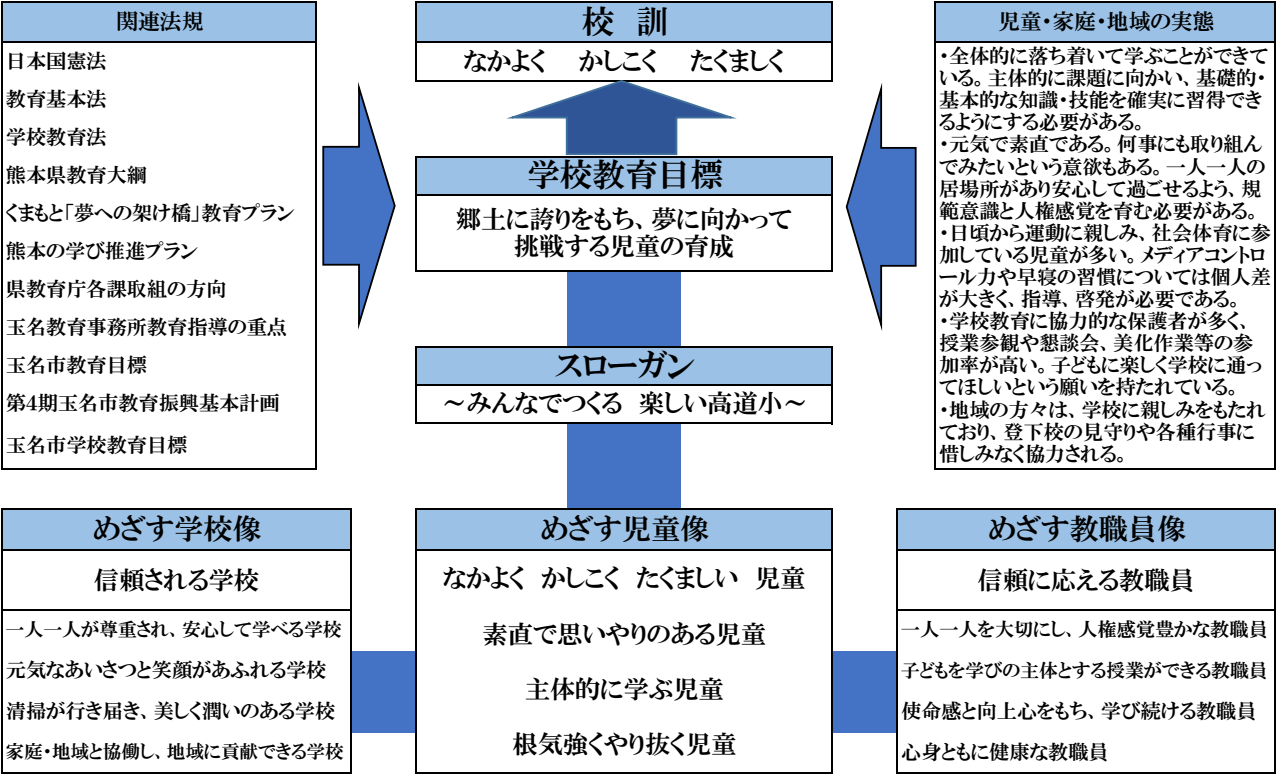 関連法規
日本国憲法
教育基本法
学校教育法
熊本県教育大綱
くまもと「夢への架け橋」教育プラン
熊本の学び推進プラン
県教育庁各課取組の方向
玉名教育事務所教育指導の重点
玉名市教育目標
第4期玉名市教育振興基本計画
玉名市学校教育目標
校 訓
なかよく かしこく たくましく
学校教育目標
郷土に誇りをもち、夢に向かって
挑戦する児童の育成
スローガン
～みんなでつくる 楽しい高道小～
児童・家庭・地域の実態
・全体的に落ち着いて学ぶことができて
いる。主体的に課題に向かい、基礎的・
基本的な知識・技能を確実に習得でき
るようにする必要がある。
・元気で素直である。何事にも取り組ん
でみたいという意欲もある。一人一人の
居場所があり安心して過ごせるよう、規
範意識と人権感覚を育む必要がある。
・日頃から運動に親しみ、社会体育に参
加している児童が多い。メディアコントロ
ール力や早寝の習慣については個人差
が大きく、指導、啓発が必要である。
・学校教育に協力的な保護者が多く、
授業参観や懇談会、美化作業等の参
加率が高い。子どもに楽しく学校に通っ
てほしいという願いを持たれている。
・地域の方々は、学校に親しみをもたれ
ており、登下校の見守りや各種行事に
惜しみなく協力される。
めざす学校像
信頼される学校
一人一人が尊重され、安心して学べる学校
元気なあいさつと笑顔があふれる学校
清掃が行き届き、美しく潤いのある学校
家庭・地域と協働し、地域に貢献できる学校
めざす児童像
なかよく かしこく たくましい 児童
素直で思いやりのある児童
主体的に学ぶ児童
根気強くやり抜く児童
めざす教職員像
信頼に応える教職員
一人一人を大切にし、人権感覚豊かな教職員
子どもを学びの主体とする授業ができる教職員
使命感と向上心をもち、学び続ける教職員
心身ともに健康な教職員